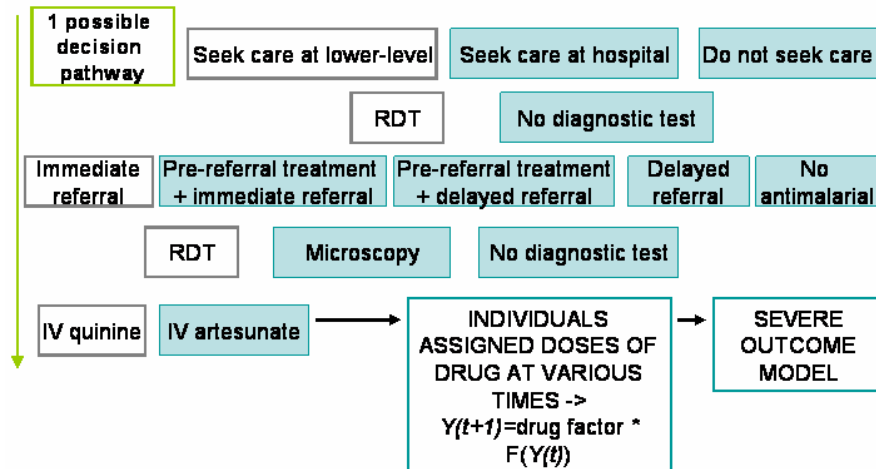 1 possible
decision
pathway
Seek care at lower-level
Seek care at hospital
Do not seek care
RDT
No diagnostic test
Immediate
referral
Pre-referral treatment
+ immediate referral
Pre-referral treatment
+ delayed referral
Delayed
referral
No
antimalarial
RDT
Microscopy
No diagnostic test
IV quinine
IV artesunate
INDIVIDUALS
ASSIGNED DOSES OF
DRUG AT VARIOUS
TIMES ->
Y(t+1)=drug factor *
F(Y(t))
SEVERE
OUTCOME
MODEL